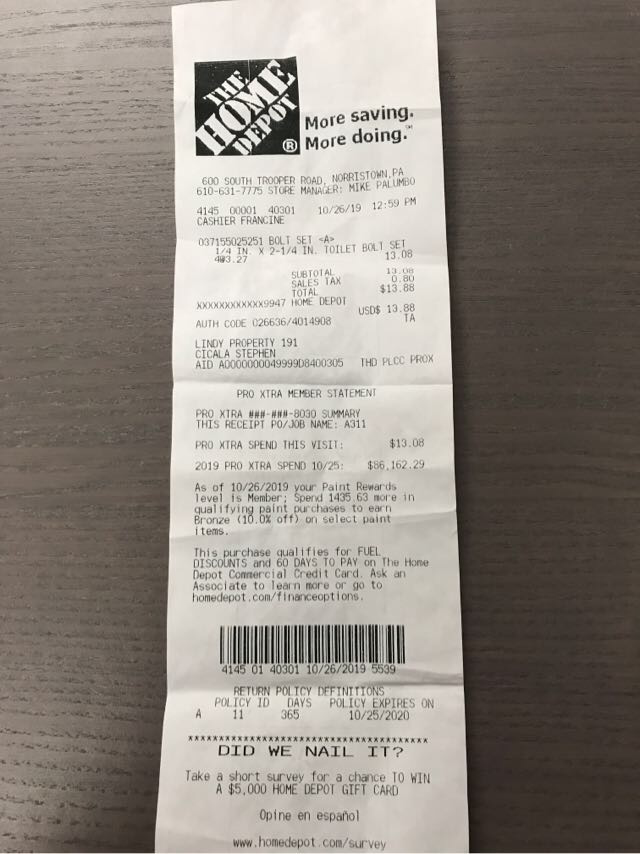 THE
HOME
DEPOT
®
More saving.
More doing.™
600 SOUTH TROOPER ROAD, NORRISTOWN,PA
610-631-7775 STORE MANAGER: MIKE PALUMBO
4145 00001 40301 10/26/19 12:59 PM
CASHIER FRANCINE
037155025251 BOLT SET <A>
1/4 IN. X 2-1/4 IN. TOILET BOLT SET
4@3.27 13.08
SUBTOTAL 13.08
SALES TAX 0.80
TOTAL $13.88
XXXXXXXXXXXX9947 HOME DEPOT
USD$ 13.88
AUTH CODE 026636/4014908 TA
LINDY PROPERTY 191
CICALA STEPHEN
AID A0000000049999D8400305 THD PLCC PROX
PRO XTRA MEMBER STATEMENT
PRO XTRA ###-###-8030 SUMMARY
THIS RECEIPT PO/JOB NAME: A311
PRO XTRA SPEND THIS VISIT: $13.08
2019 PRO XTRA SPEND 10/25: $86,162.29
As of 10/26/2019 your Paint Rewards
level is Member; Spend 1435.63 more in
qualifying paint purchases to earn
Bronze (10.0% off) on select paint
items.
This purchase qualifies for FUEL
DISCOUNTS and 60 DAYS TO PAY on The Home
Depot Commercial Credit Card. Ask an
Associate to learn more or go to
homedepot.com/financeoptions.
4145 01 40301 10/26/2019 5539
RETURN POLICY DEFINITIONS
POLICY ID DAYS POLICY EXPIRES ON
A 11 365 10/25/2020
****************************************
DID WE NAIL IT?
Take a short survey for a chance TO WIN
A $5,000 HOME DEPOT GIFT CARD
Opine en español
www.homedepot.com/survey